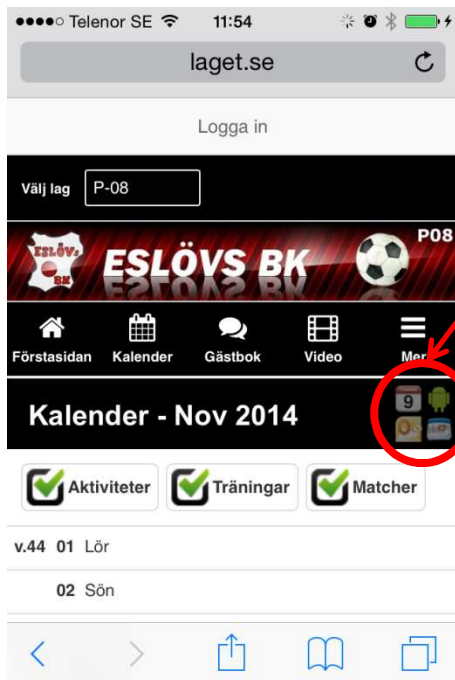 Telenor SE 11:54
laget.se
Logga in
Välj lag P-08
ESLÖVS BK
ESLÖVS BK
P08
Förstasidan Kalender Gästbok Video Mer
Kalender - Nov 2014
9
Aktiviteter Träningar Matcher
v.44 01 Lör
02 Sön